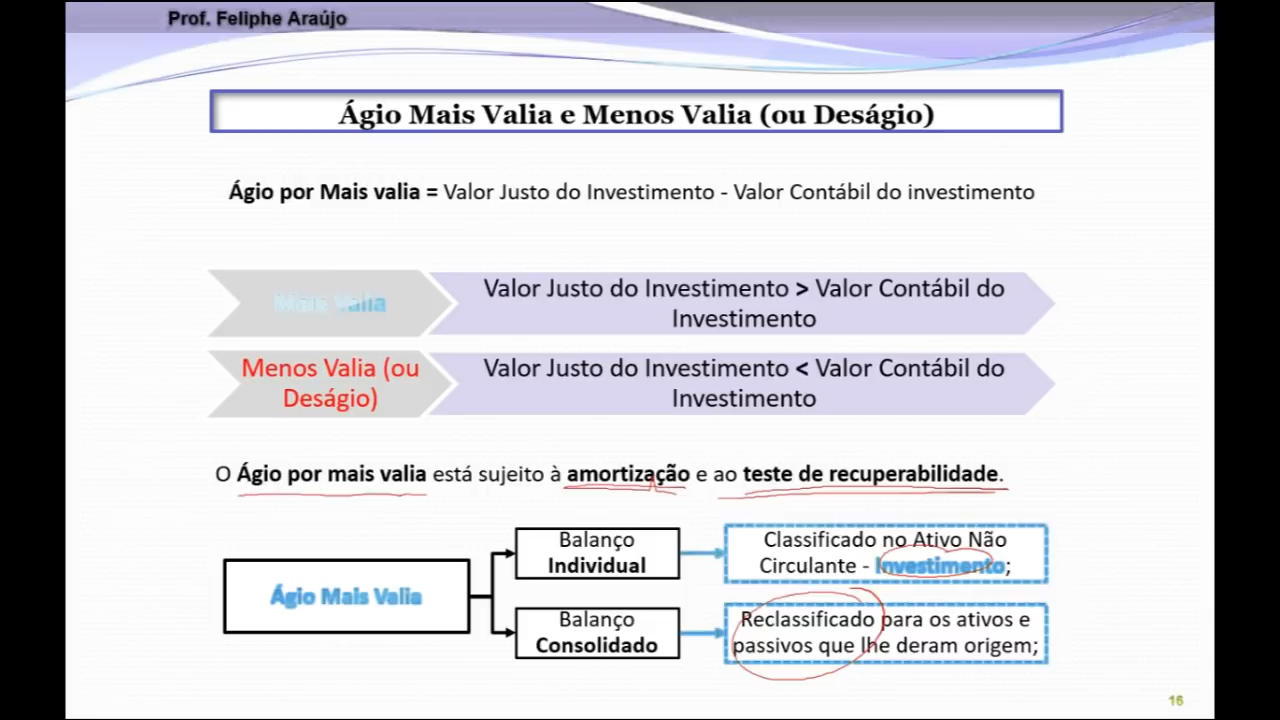 Prof. Feliphe Araújo
Ágio Mais Valia e Menos Valia (ou Deságio)
Ágio por Mais valia = Valor Justo do Investimento - Valor Contábil do investimento
Mais Valia
Valor Justo do Investimento > Valor Contábil do
Investimento
Menos Valia (ou
Deságio)
Valor Justo do Investimento < Valor Contábil do
Investimento
O Ágio por mais valia está sujeito à amortização e ao teste de recuperabilidade.
Ágio Mais Valia
Balanço
Individual
Classificado no Ativo Não
Circulante - Investimento;
Balanço
Consolidado
Reclassificado para os ativos e
passivos que lhe deram origem;
16